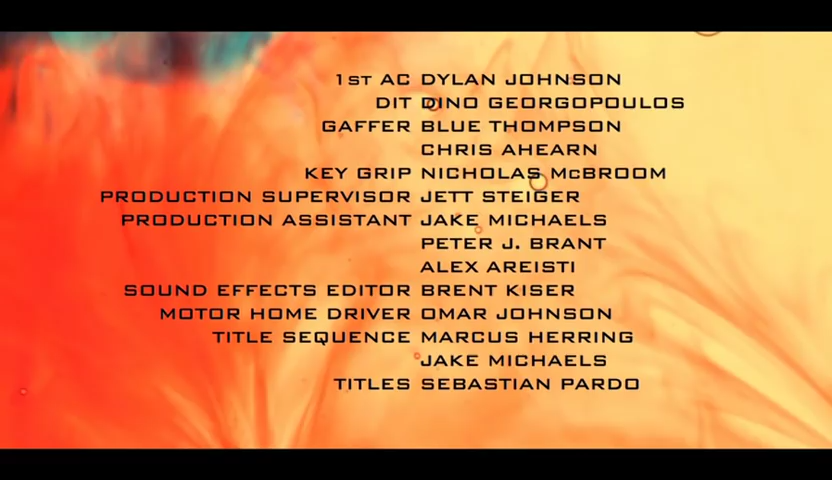 1ST AC DYLAN JOHNSON
DIT DINO GEORGOPOULOS
GAFFER BLUE THOMPSON
CHRIS AHEARN
KEY GRIP NICHOLAS McBROOM
PRODUCTION SUPERVISOR JETT STEIGER
PRODUCTION ASSISTANT JAKE MICHAELS
PETER J. BRANT
ALEX AREISTI
SOUND EFFECTS EDITOR BRENT KISER
MOTOR HOME DRIVER OMAR JOHNSON
TITLE SEQUENCE MARCUS HERRING
JAKE MICHAELS
TITLES SEBASTIAN PARDO